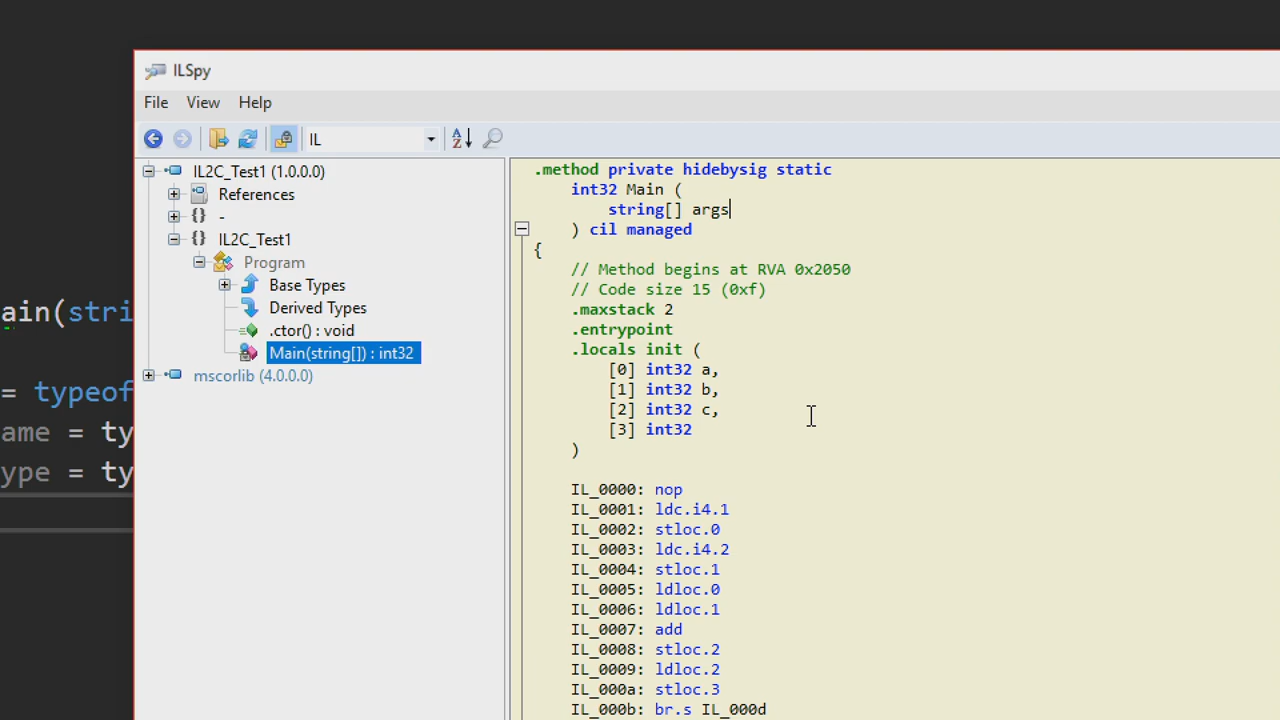 ILSpy
File View Help
IL
IL2C_Test1 (1.0.0.0)
References
-
IL2C_Test1
Program
Base Types
Derived Types
.ctor() : void
Main(string[]) : int32
mscorlib (4.0.0.0)
.method private hidebysig static
int32 Main (
string[] args
) cil managed
{
// Method begins at RVA 0x2050
// Code size 15 (0xf)
.maxstack 2
.entrypoint
.locals init (
[0] int32 a,
[1] int32 b,
[2] int32 c,
[3] int32
)
IL_0000: nop
IL_0001: ldc.i4.1
IL_0002: stloc.0
IL_0003: ldc.i4.2
IL_0004: stloc.1
IL_0005: ldloc.0
IL_0006: ldloc.1
IL_0007: add
IL_0008: stloc.2
IL_0009: ldloc.2
IL_000a: stloc.3
IL_000b: br.s IL_000d
ain(stri
= typeof
ame = ty
ype = ty